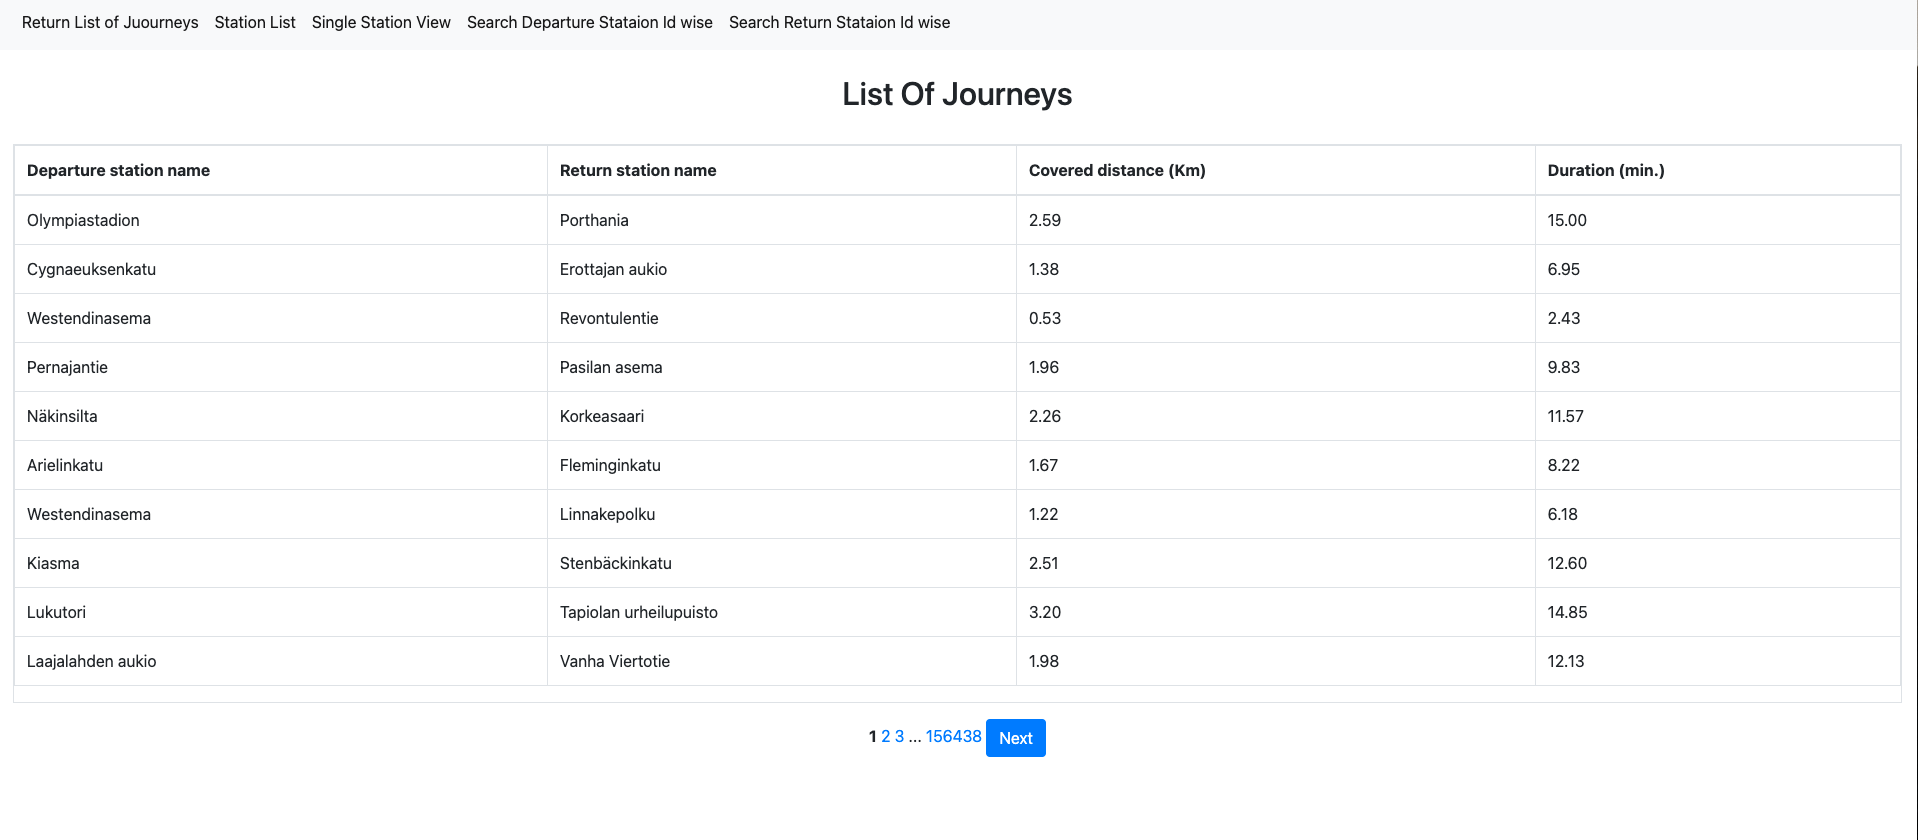 Return List of Juourneys Station List Single Station View Search Departure Stataion Id wise Search Return Stataion Id wise
List Of Journeys
Departure station name Return station name Covered distance (Km) Duration (min.)
Olympiastadion Porthania 2.59 15.00
Cygnaeuksenkatu Erottajan aukio 1.38 6.95
Westendinasema Revontulentie 0.53 2.43
Pernajantie Pasilan asema 1.96 9.83
Näkinsilta Korkeasaari 2.26 11.57
Arielinkatu Fleminginkatu 1.67 8.22
Westendinasema Linnakepolku 1.22 6.18
Kiasma Stenbäckinkatu 2.51 12.60
Lukutori Tapiolan urheilupuisto 3.20 14.85
Laajalahden aukio Vanha Viertotie 1.98 12.13
1 2 3 ... 156438 Next